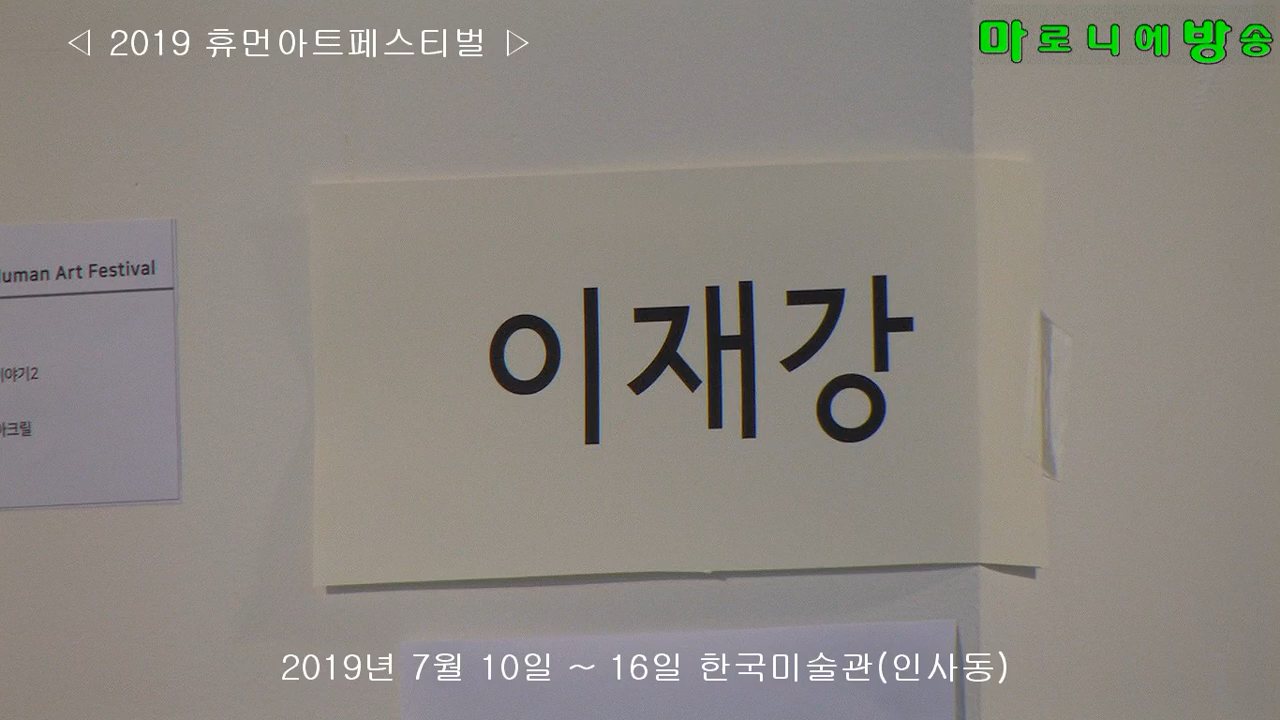 ◁ 2019 휴먼아트페스티벌 ▷
마로니에방송
Human Art Festival
이야기2
아크릴
이재강
2019년 7월 10일 ~ 16일 한국미술관(인사동)